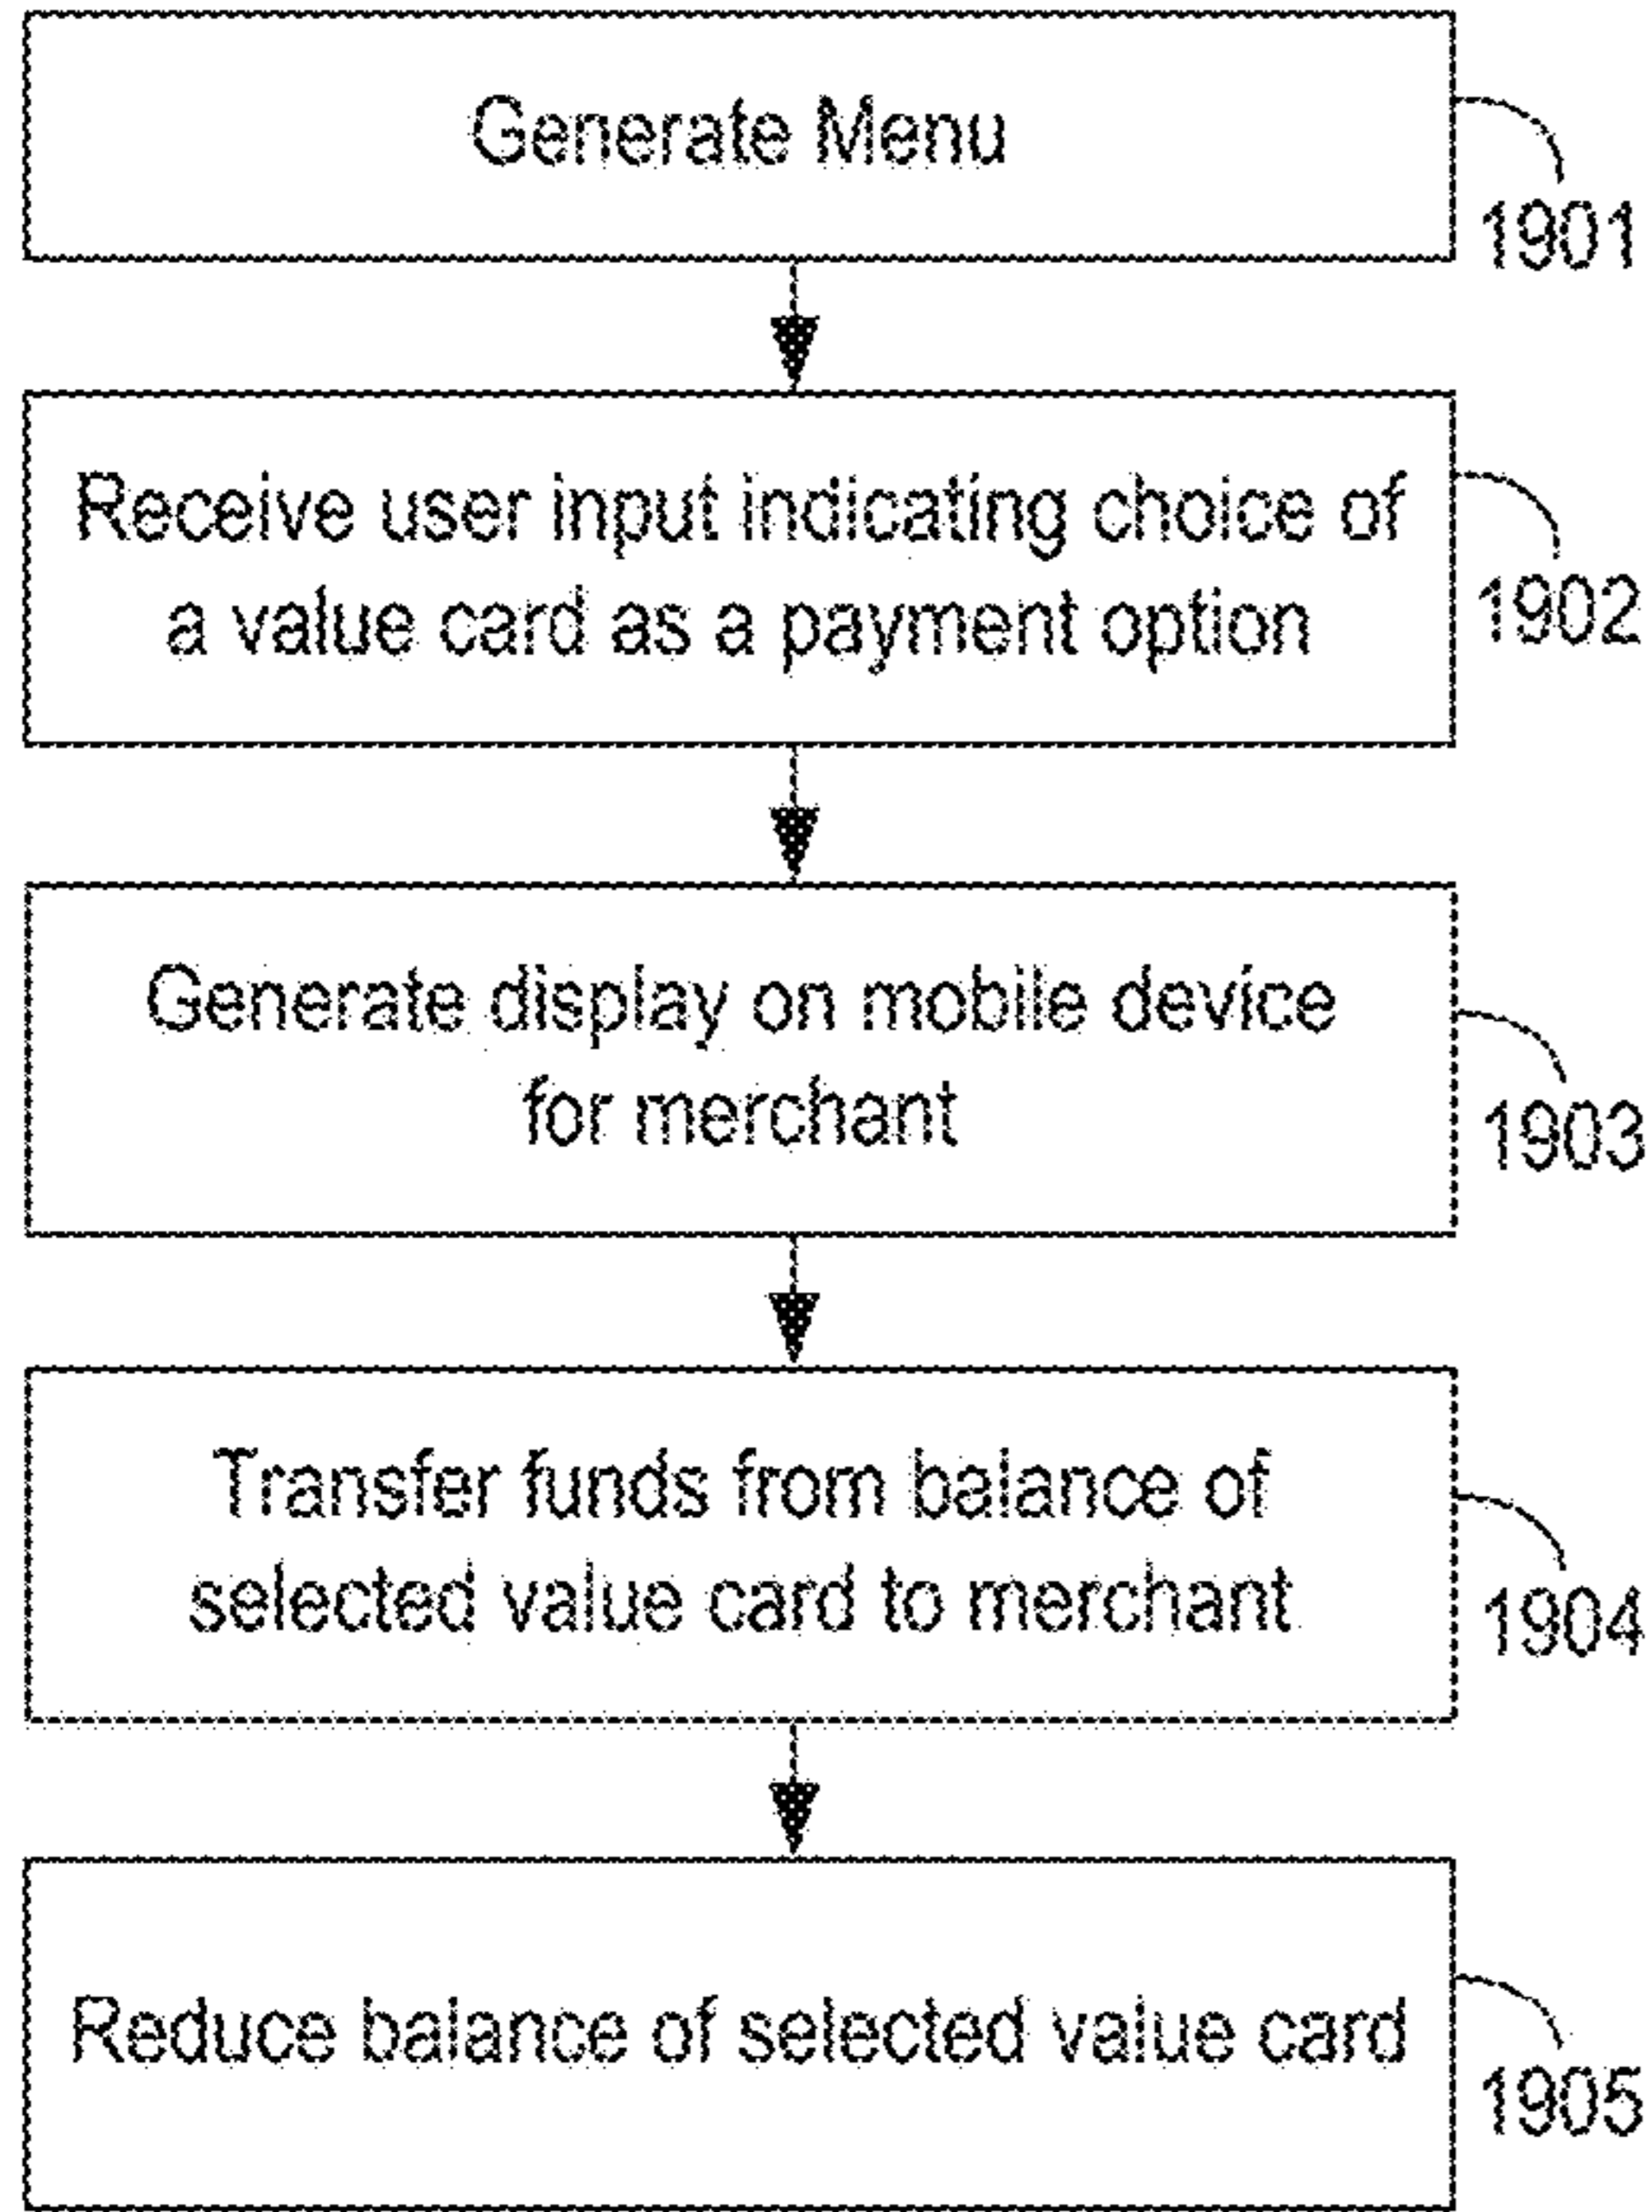 Generate Menu
1901
Receive user input indicating choice of
a value card as a payment option
1902
Generate display on mobile device
for merchant
1903
Transfer funds from balance of
selected value card to merchant
1904
Reduce balance of selected value card
1905